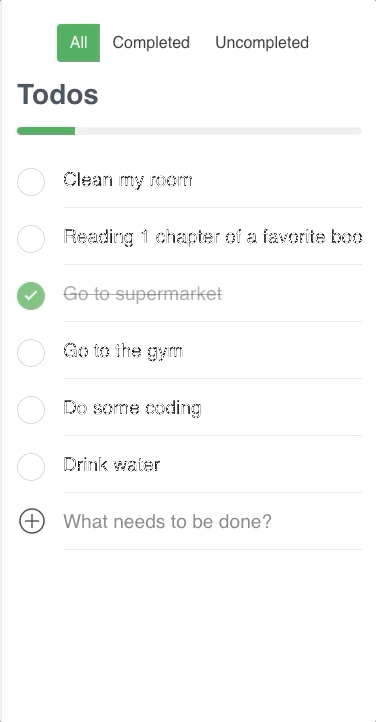 All Completed Uncompleted
Todos
Clean my room
Reading 1 chapter of a favorite boo
Go to supermarket
Go to the gym
Do some coding
Drink water
What needs to be done?